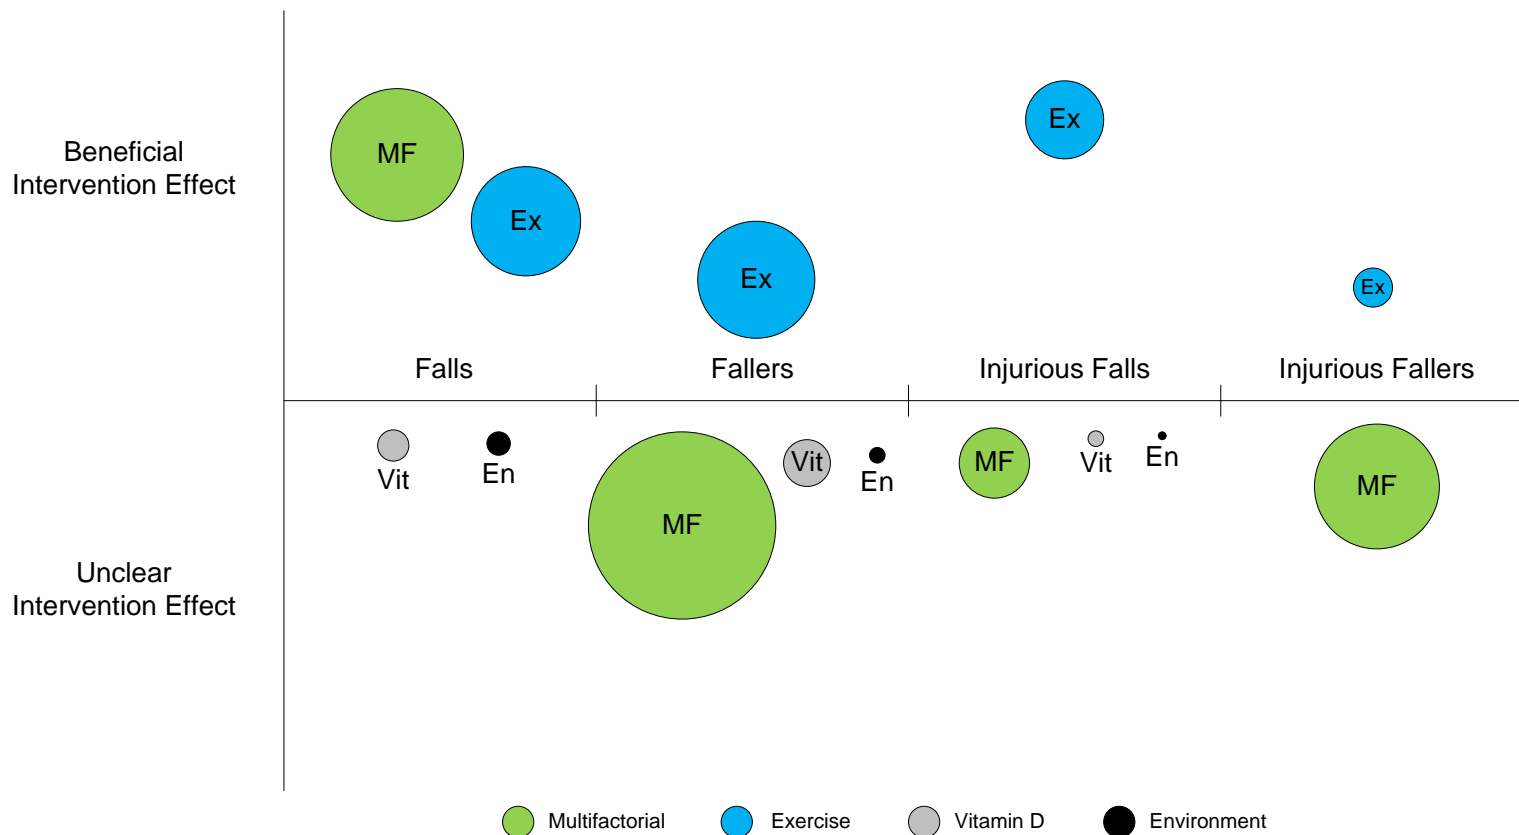 Beneficial
Intervention Effect
MF
Ex
Ex
Ex
Ex
Falls
Fallers
Injurious Falls
Injurious Fallers
Vit
En
MF
Vit
En
MF
Vit
En
MF
Unclear
Intervention Effect
Multifactorial
Exercise
Vitamin D
Environment